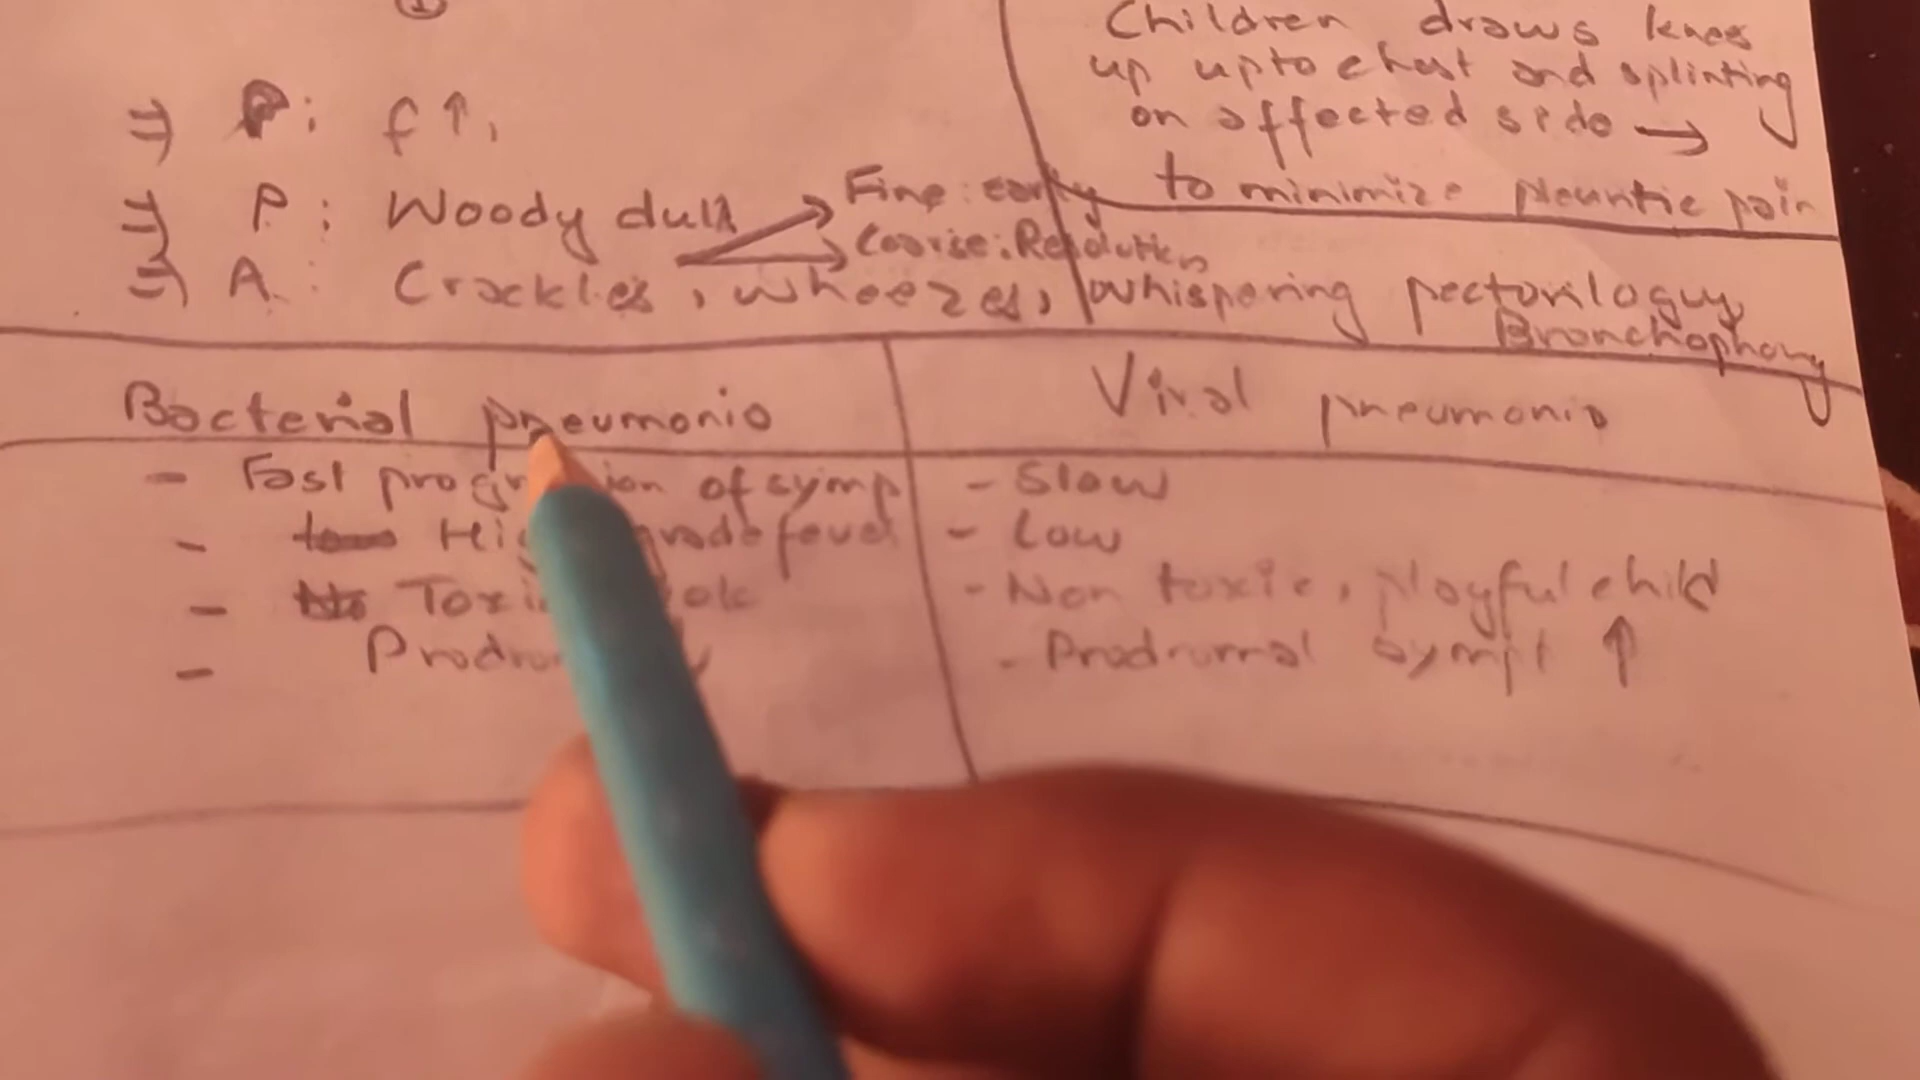 Children draws knees
up upto chest and splinting
on affected side →
to minimize pleuritic pain
⇒ P: f↑,
⇒ P: Woody dull
Fine: early
Coarse: Resolution
⇒ A: Crackles, wheezes, whispering pectoriloquy,
Bronchophony
Bacterial pneumonia
- Fast of symp
- fever
-
-
Viral pneumonia
- Slow
- Low
- Non toxic, playful child
- Prodromal sympt ↑